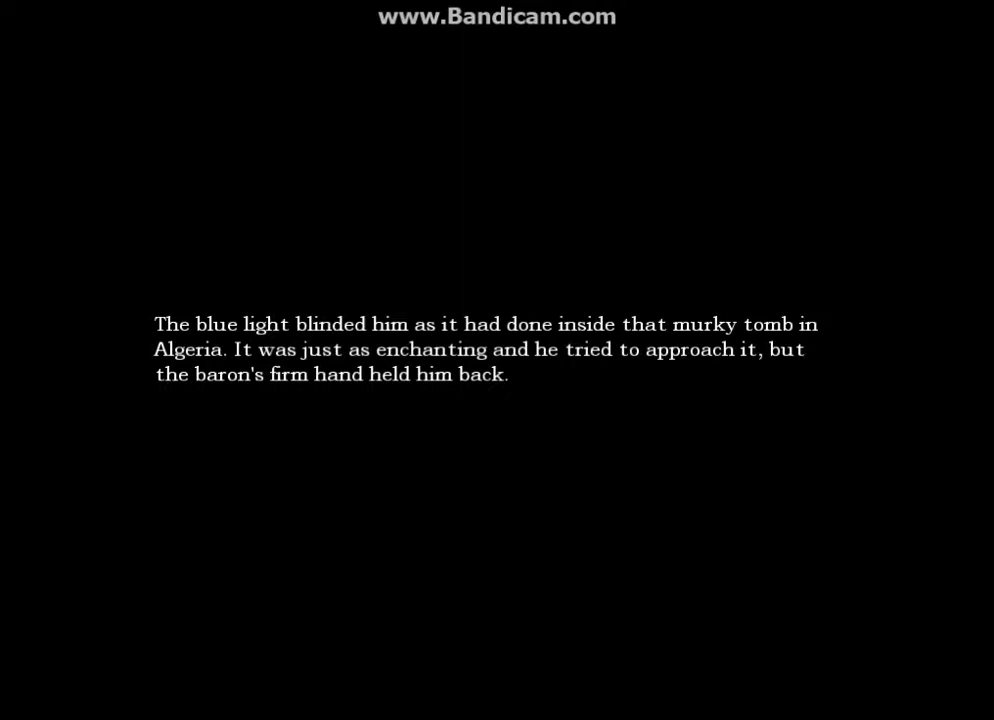 www.Bandicam.com
The blue light blinded him as it had done inside that murky tomb in
Algeria. It was just as enchanting and he tried to approach it, but
the baron's firm hand held him back.